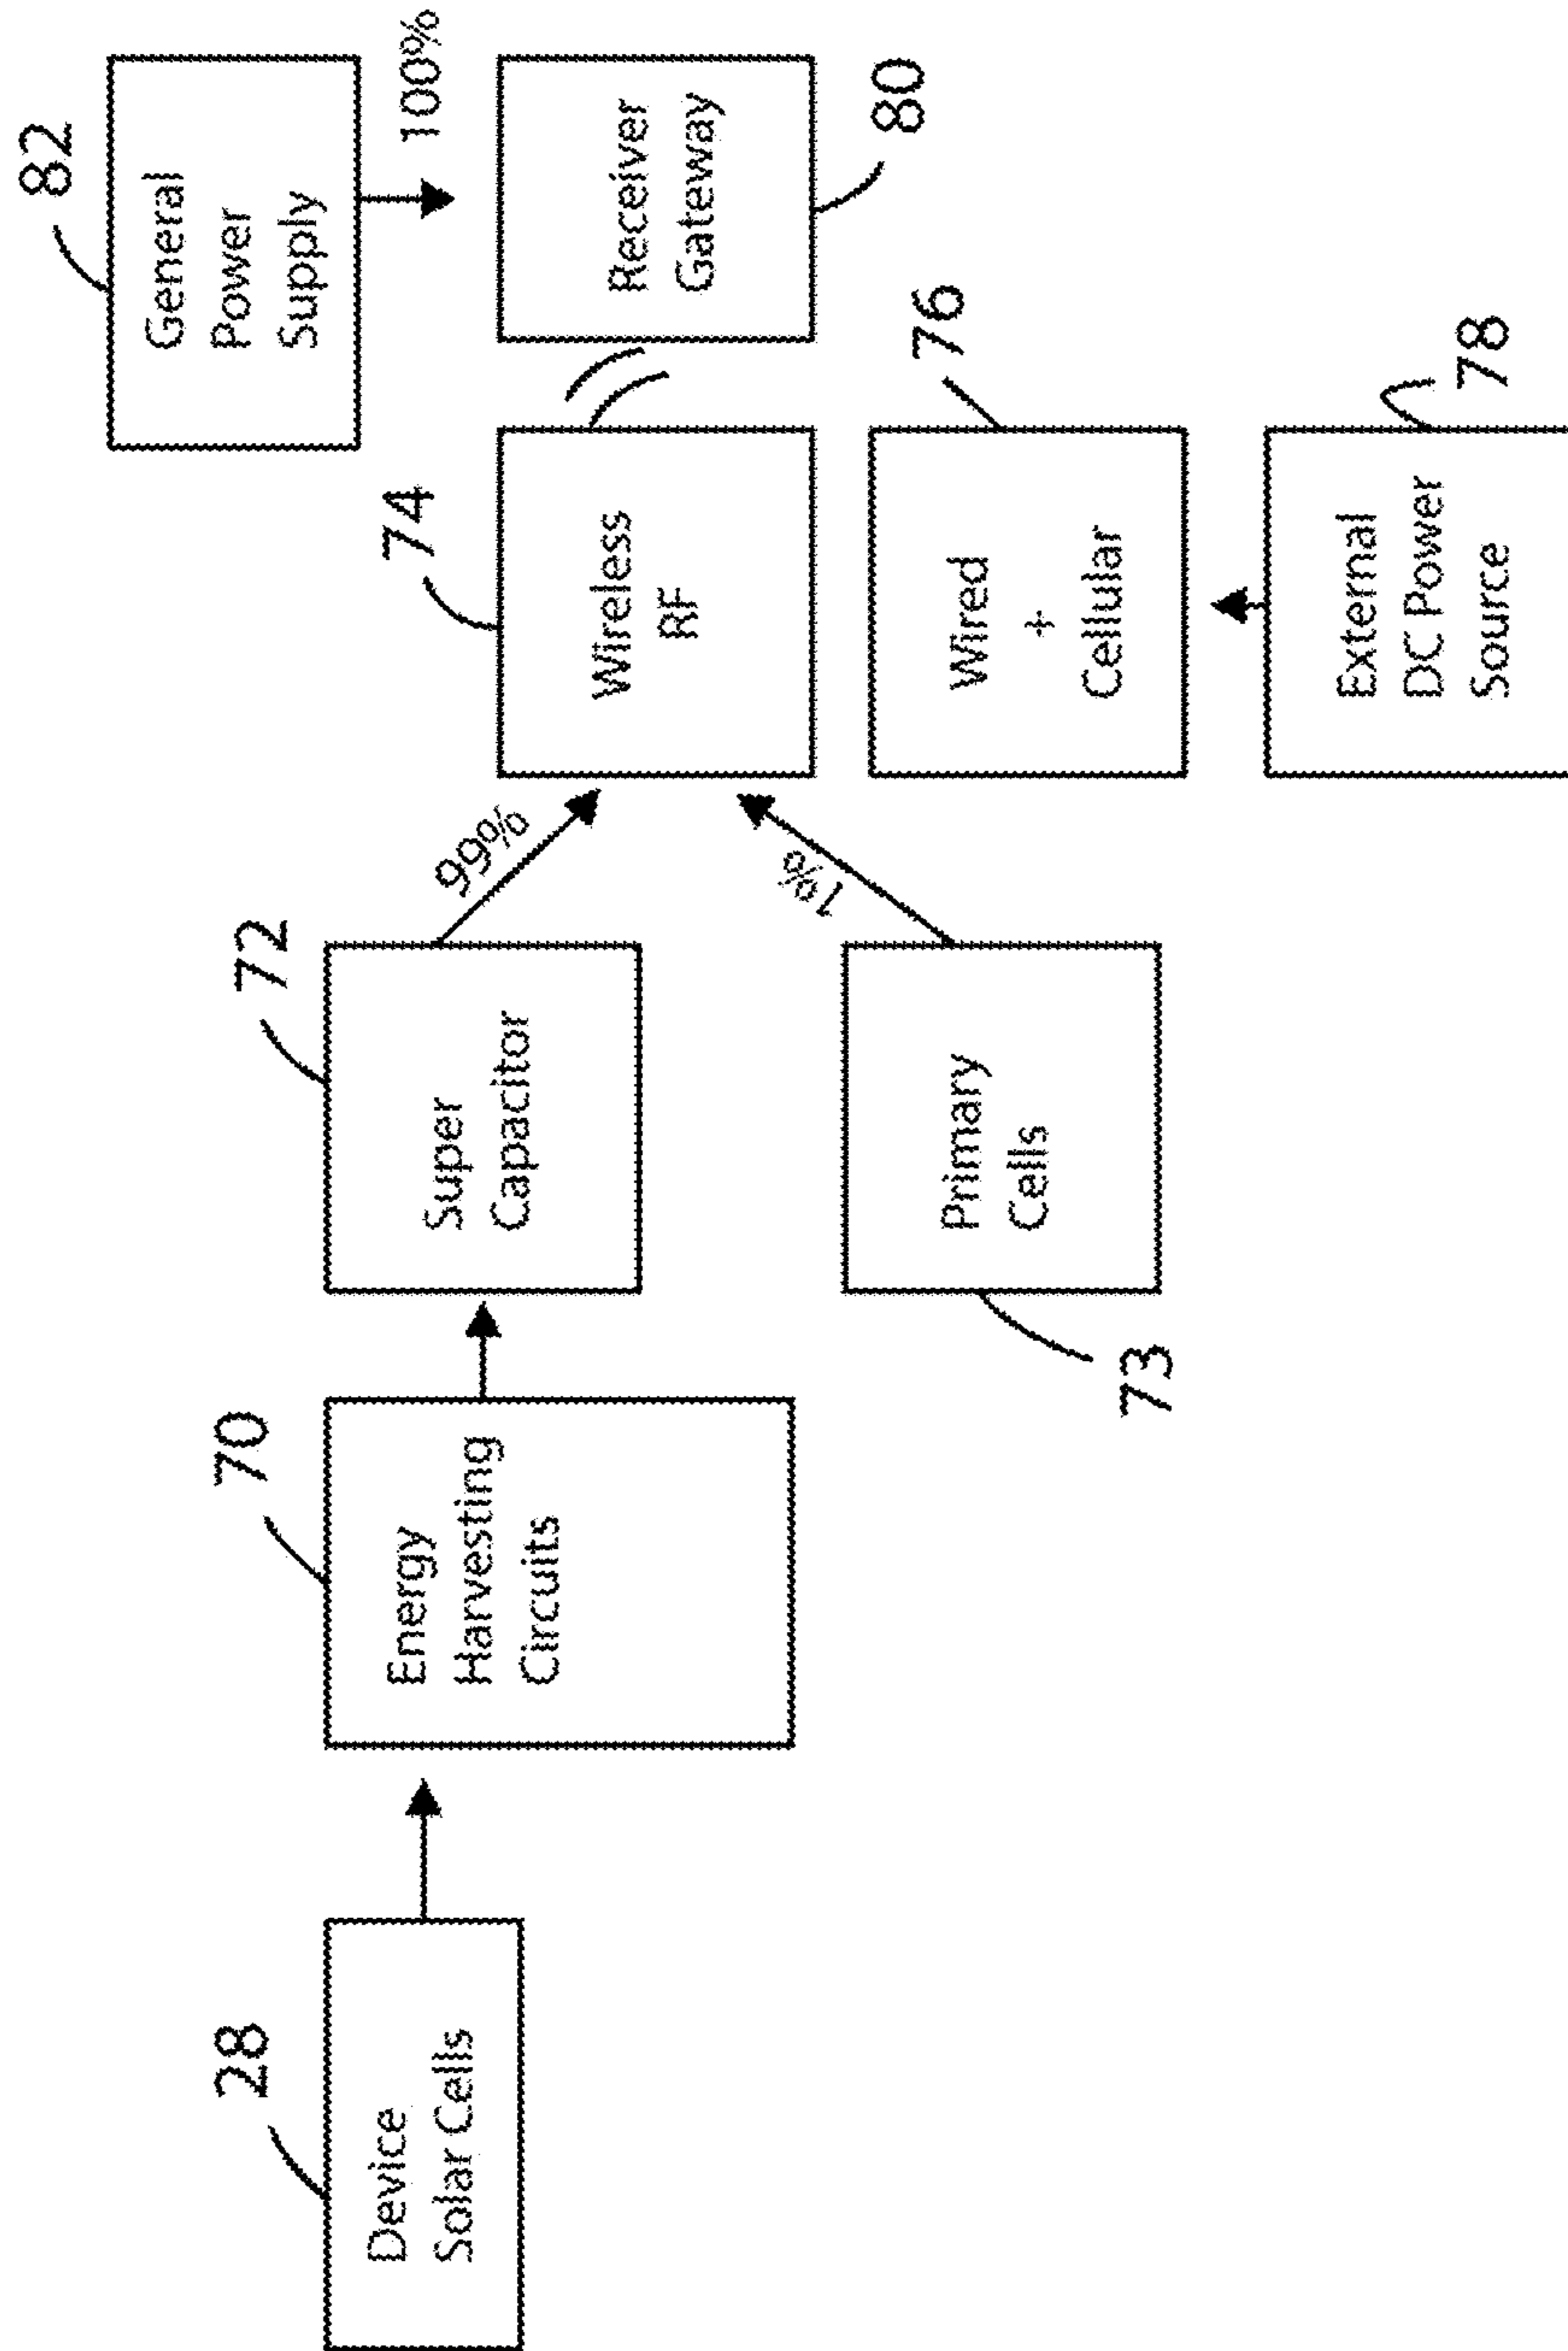 82
General
Power
Supply
100%
74
Wireless
RF
Receiver
Gateway
80
72
Super
Capacitor
99%
76
Wired
+
Cellular
70
Energy
Harvesting
Circuits
1%
Primary
Cells
73
78
External
DC Power
Source
28
Device
Solar Cells